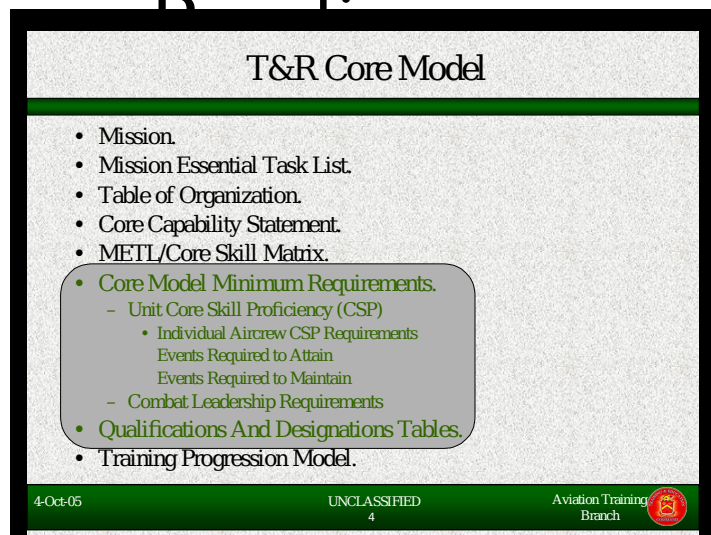 T&R Core Model
• Mission.
• Mission Essential Task List.
• Table of Organization.
• Core Capability Statement.
• METL/Core Skill Matrix.
• Core Model Minimum Requirements.
– Unit Core Skill Proficiency (CSP)
• Individual Aircrew CSP Requirements
Events Required to Attain
Events Required to Maintain
– Combat Leadership Requirements
• Qualifications And Designations Tables.
• Training Progression Model.
4-Oct-05
UNCLASSIFIED
4
Aviation Training
Branch